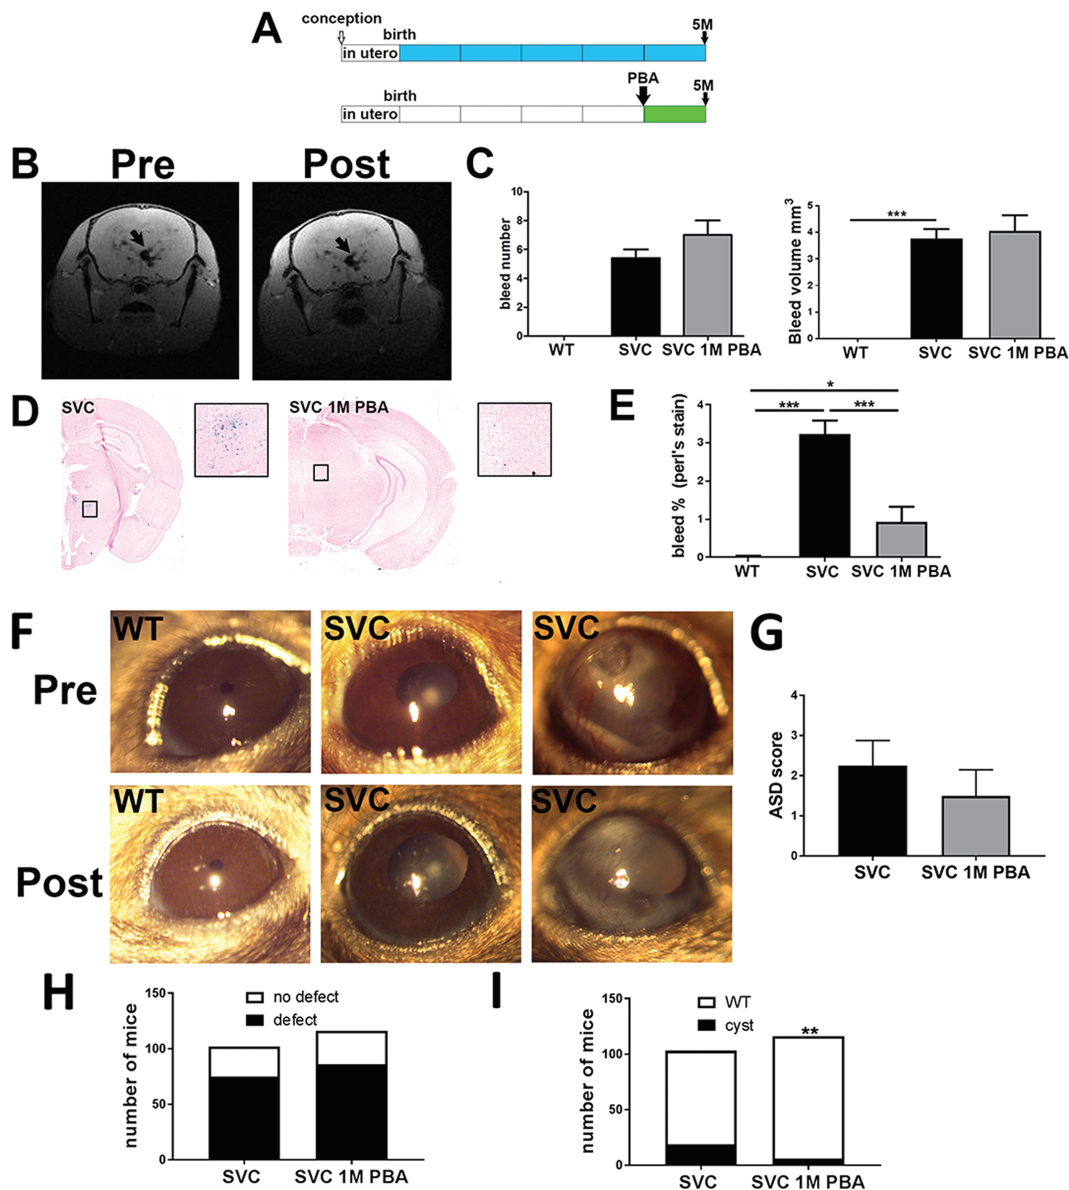 A
conception
birth
5M
in utero
birth
PBA
5M
in utero
B
Pre
Post
C
bleed number
10
8
6
4
2
0
WT
SVC
SVC 1M PBA
Bleed volume mm3
5
4
3
2
1
0
***
WT
SVC
SVC 1M PBA
D
SVC
SVC 1M PBA
E
bleed % (perl's stain)
4
3
2
1
0
*
***
***
WT
SVC
SVC 1M PBA
F
Pre
WT
SVC
SVC
Post
WT
SVC
SVC
G
ASD score
4
3
2
1
0
SVC
SVC 1M PBA
H
number of mice
150
100
50
0
no defect
defect
SVC
SVC 1M PBA
I
number of mice
150
100
50
0
WT
cyst
**
SVC
SVC 1M PBA